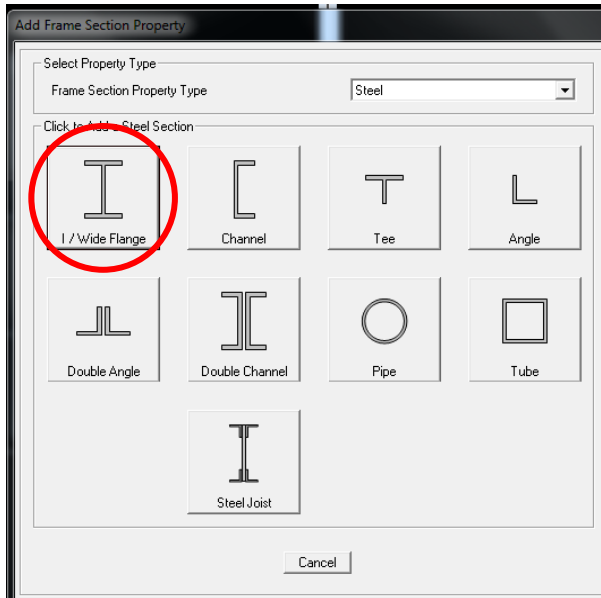 Add Frame Section Property
Select Property Type
Frame Section Property Type
Steel
Click to Add a Steel Section
I / Wide Flange
Channel
Tee
Angle
Double Angle
Double Channel
Pipe
Tube
Steel Joist
Cancel